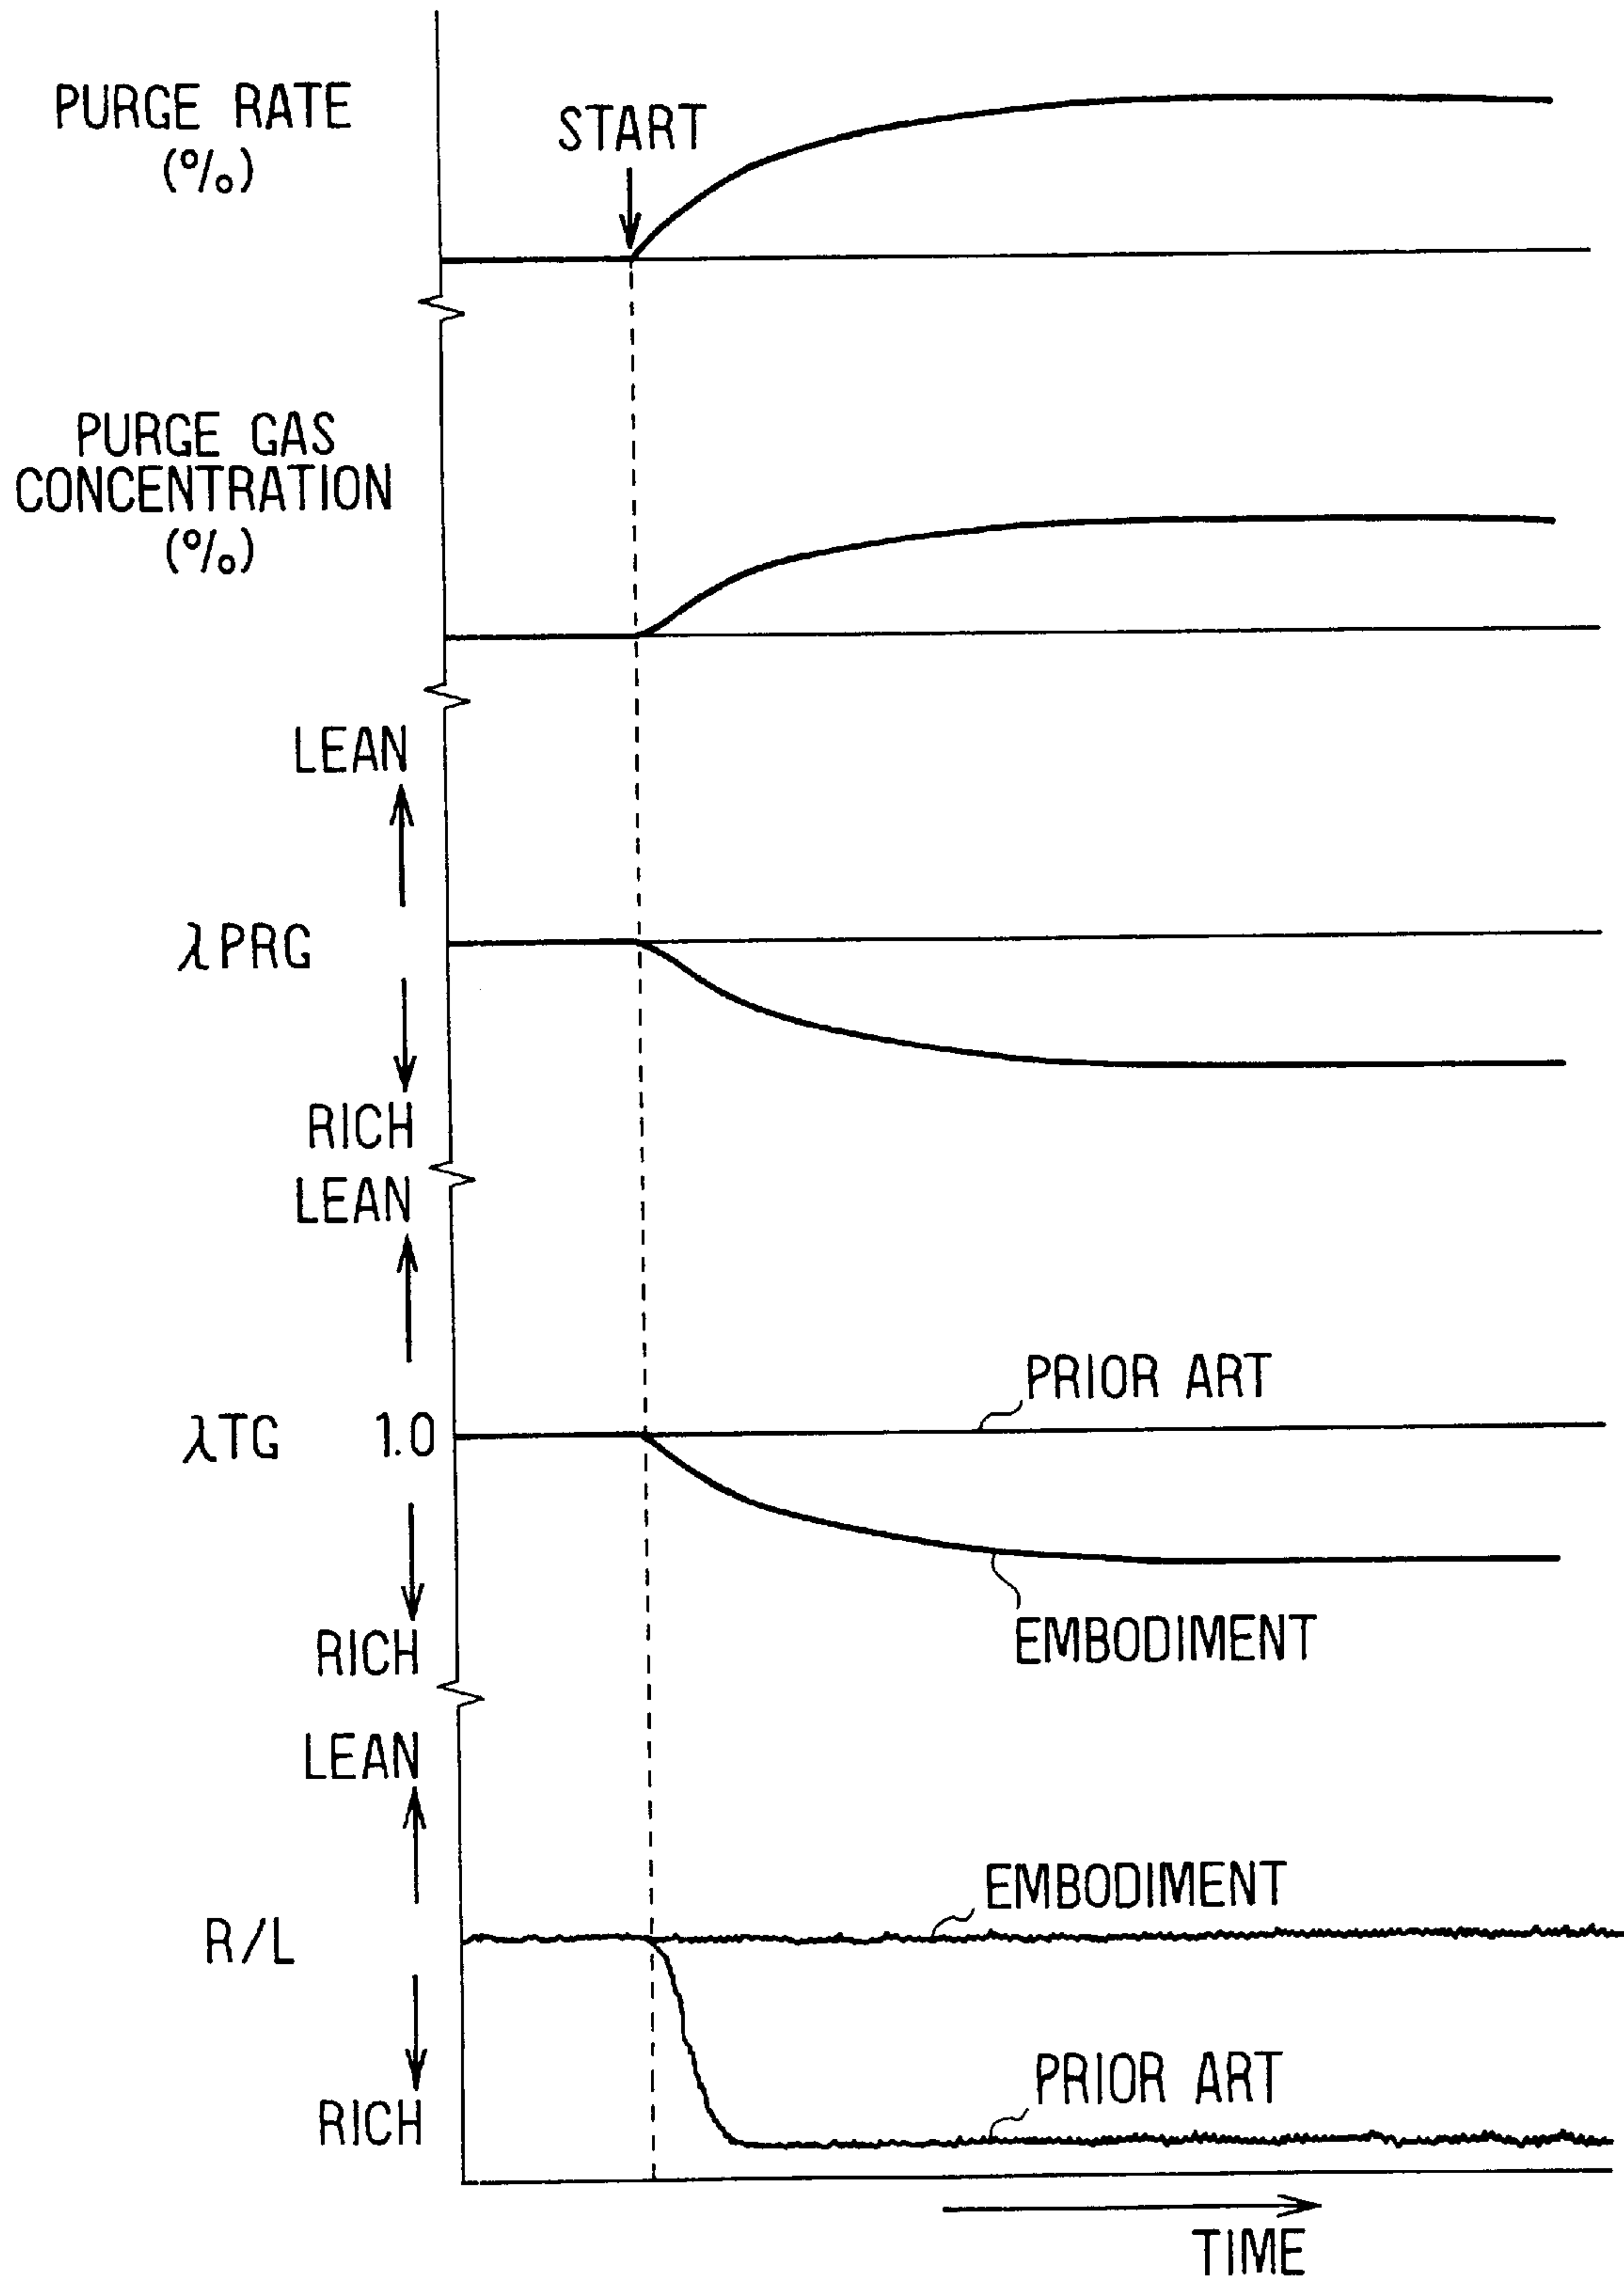 PURGE RATE
(%)
START
PURGE GAS
CONCENTRATION
(%)
LEAN
λPRG
RICH
LEAN
PRIOR ART
λTG 1.0
EMBODIMENT
RICH
LEAN
EMBODIMENT
R/L
PRIOR ART
RICH
TIME